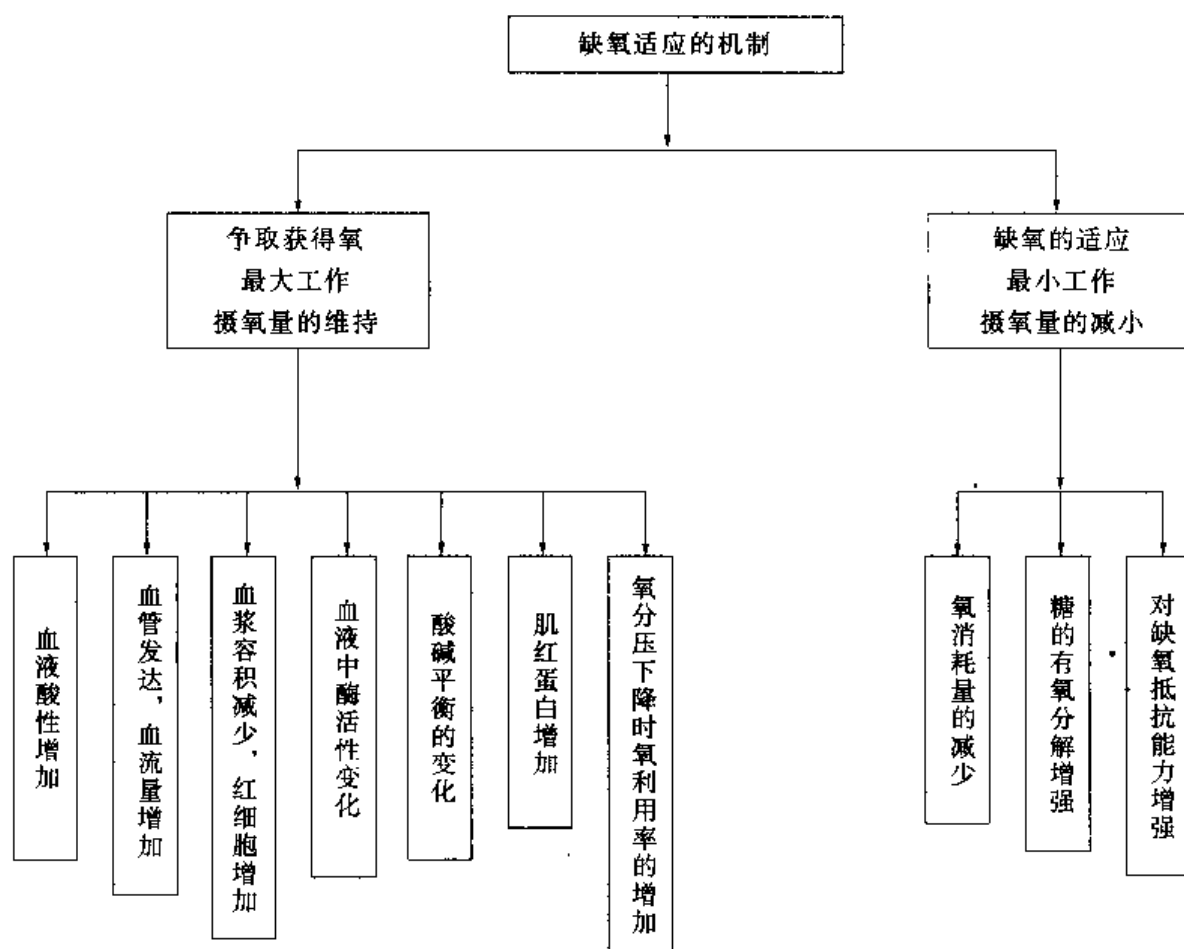 缺氧适应的机制
争取获得氧
最大工作
摄氧量的维持
缺氧的适应
最小工作
摄氧量的减小
血液酸性增加
血管发达，血流量增加
血浆容积减少，红细胞增加
血液中酶活性变化
酸碱平衡的变化
肌红蛋白增加
氧分压下降时氧利用率的增加
氧消耗量的减少
糖的有氧分解增强
对缺氧抵抗能力增强